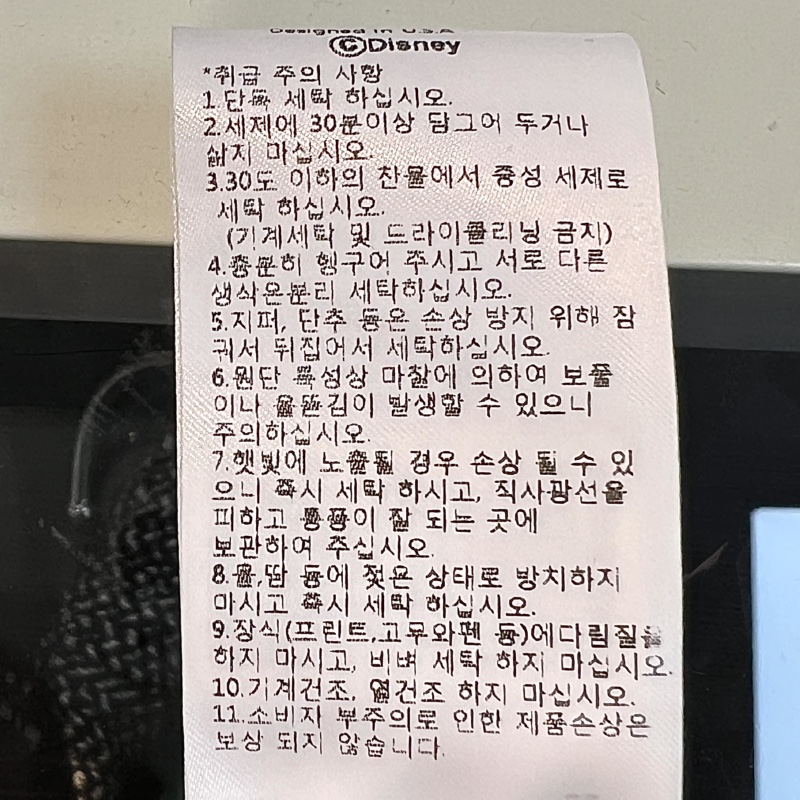 Designed in U.S.A
©Disney
*취급 주의 사항
1.단독 세탁 하십시오.
2.세제에 30분이상 담그어 두거나
삶지 마십시오.
3.30도 이하의 찬물에서 중성 세제로
세탁 하십시오.
(기계세탁 및 드라이클리닝 금지)
4.충분히 헹구어 주시고 서로 다른
생삭은분리 세탁하십시오.
5.지퍼, 단추 등은 손상 방지 위해 잠
궈서 뒤집어서 세탁하십시오.
6.원단 특성상 마찰에 의하여 보풀
이나 올뜯김이 발생할 수 있으니
주의하십시오.
7.햇빛에 노출될 경우 손상 될 수 있
으니 즉시 세탁 하시고, 직사광선을
피하고 통풍이 잘 되는 곳에
보관하여 주십시오.
8.물,땀 등에 젖은 상태로 방치하지
마시고 즉시 세탁 하십시오.
9.장식(프린트,고무와펜 등)에다림질을
하지 마시고, 비벼 세탁 하지 마십시오.
10.기계건조, 열건조 하지 마십시오.
11.소비자 부주의로 인한 제품손상은
보상 되지 않습니다.